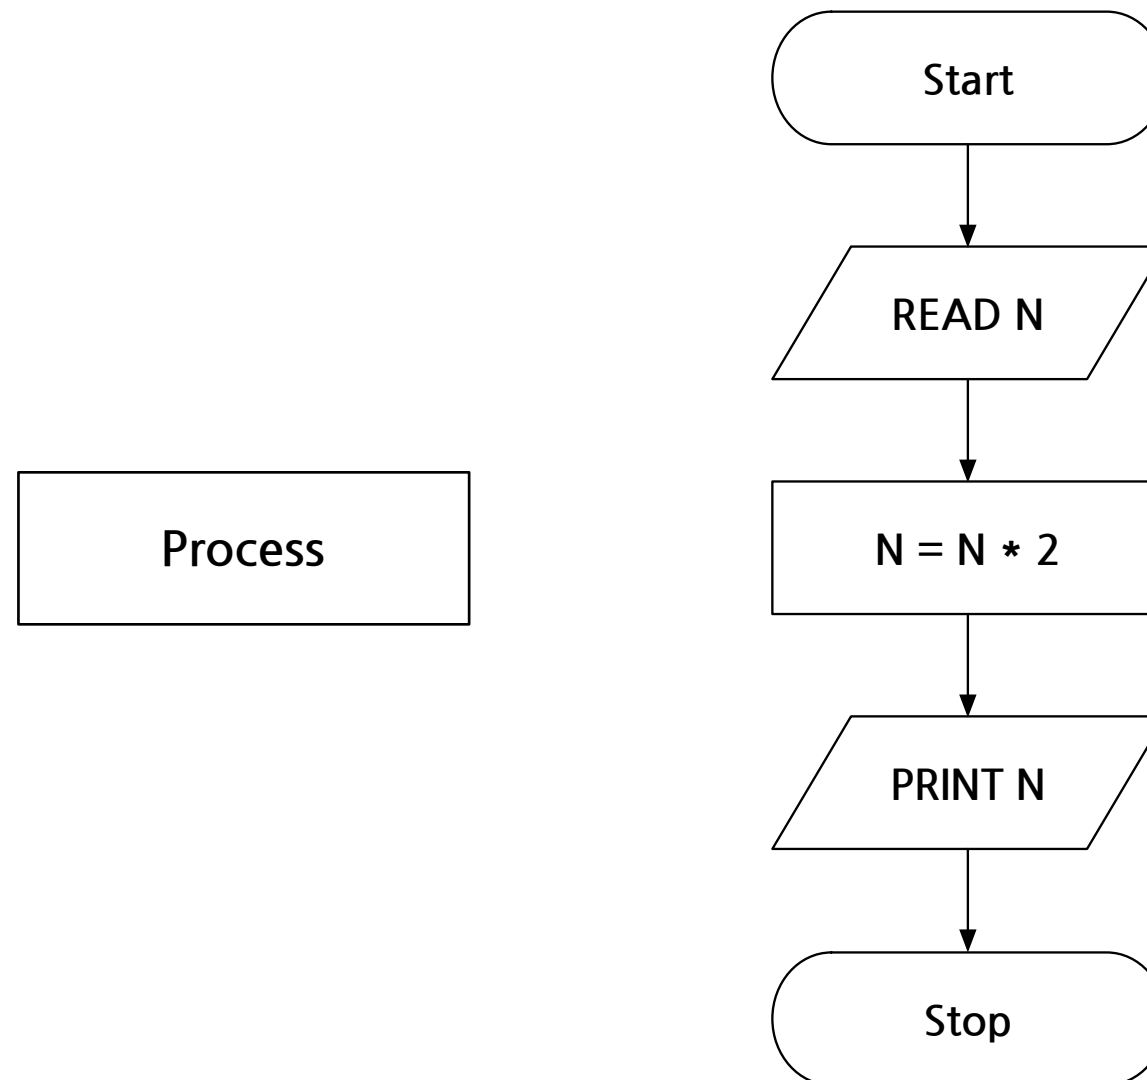 Start
READ N
Process
N = N * 2
PRINT N
Stop